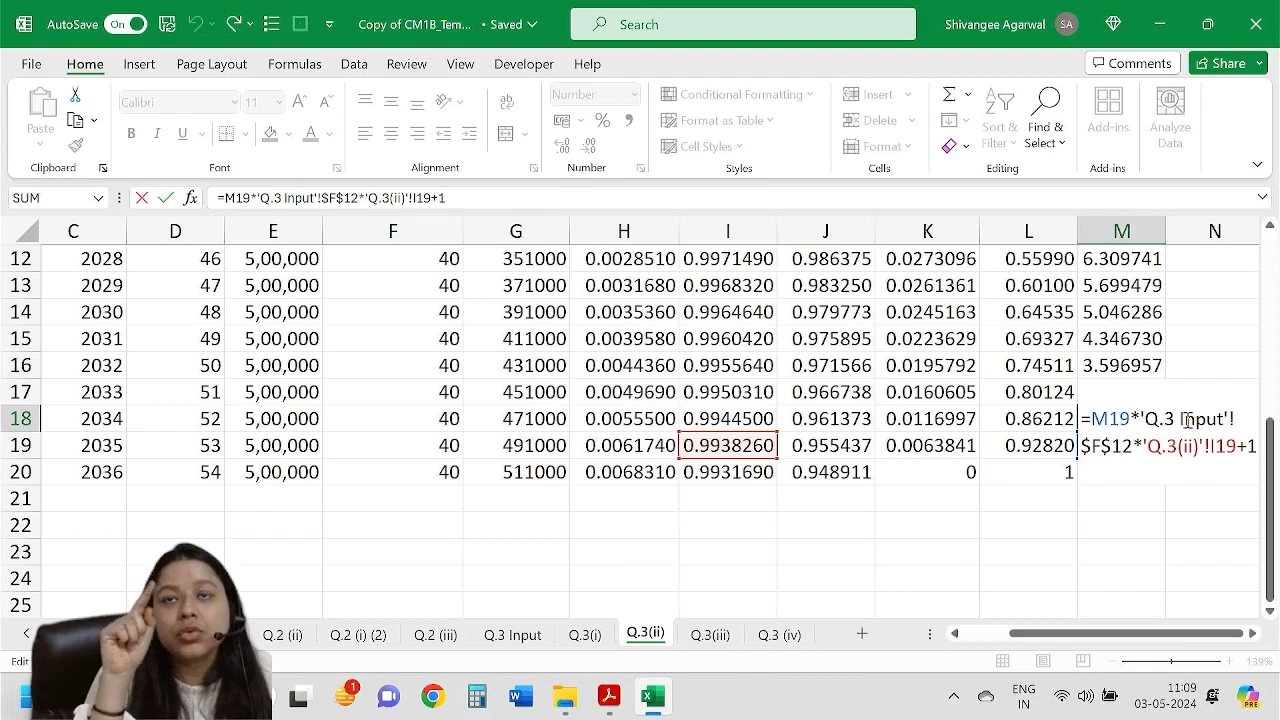 AutoSave On Copy of CM1B_Tem... • Saved Search Shivangee Agarwal SA
File Home Insert Page Layout Formulas Data Review View Developer Help Comments Share
Calibri 11 Number Conditional Formatting Insert
Paste Format as Table Delete Sort & Filter Find & Select Add-ins Analyze Data
Cell Styles Format
Clipboard Font Alignment Number Styles Cells Editing Add-ins
SUM fx =M19*'Q.3 Input'!$F$12*'Q.3(ii)'!I19+1
C D E F G H I J K L M N
12 2028 46 5,00,000 40 351000 0.0028510 0.9971490 0.986375 0.0273096 0.55990 6.309741
13 2029 47 5,00,000 40 371000 0.0031680 0.9968320 0.983250 0.0261361 0.60100 5.699479
14 2030 48 5,00,000 40 391000 0.0035360 0.9964640 0.979773 0.0245163 0.64535 5.046286
15 2031 49 5,00,000 40 411000 0.0039580 0.9960420 0.975895 0.0223629 0.69327 4.346730
16 2032 50 5,00,000 40 431000 0.0044360 0.9955640 0.971566 0.0195792 0.74511 3.596957
17 2033 51 5,00,000 40 451000 0.0049690 0.9950310 0.966738 0.0160605 0.80124
18 2034 52 5,00,000 40 471000 0.0055500 0.9944500 0.961373 0.0116997 0.86212 =M19*'Q.3 Input'!
19 2035 53 5,00,000 40 491000 0.0061740 0.9938260 0.955437 0.0063841 0.92820 $F$12*'Q.3(ii)'!I19+1
20 2036 54 5,00,000 40 511000 0.0068310 0.9931690 0.948911 0 1
21
22
23
24
25
Q.2 (ii) Q.2 (i) (2) Q.2 (iii) Q.3 Input Q.3(i) Q.3(ii) Q.3(iii) Q.3 (iv)
Edit 139%
1 ENG 11:09
IN 03-05-2024 PRE